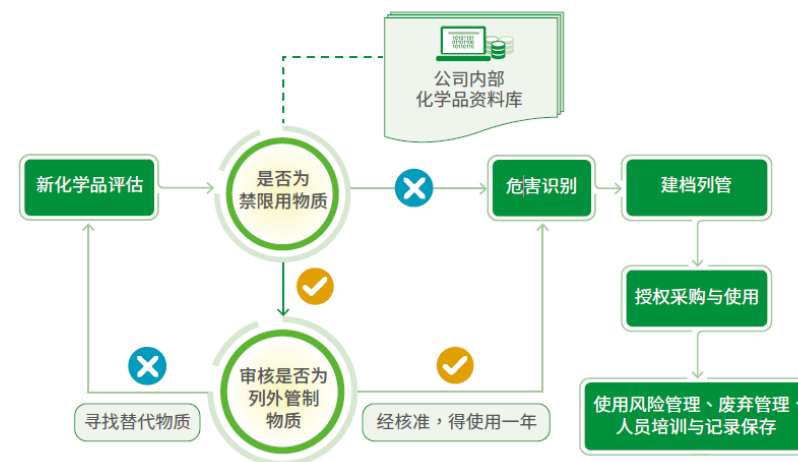 10101101
01101100
10110110
公司内部
化学品资料库
新化学品评估
是否为
禁限用物质
危害识别
建档列管
授权采购与使用
审核是否为
列外管制
物质
寻找替代物质
经核准，得使用一年
使用风险管理、废弃管理、
人员培训与记录保存